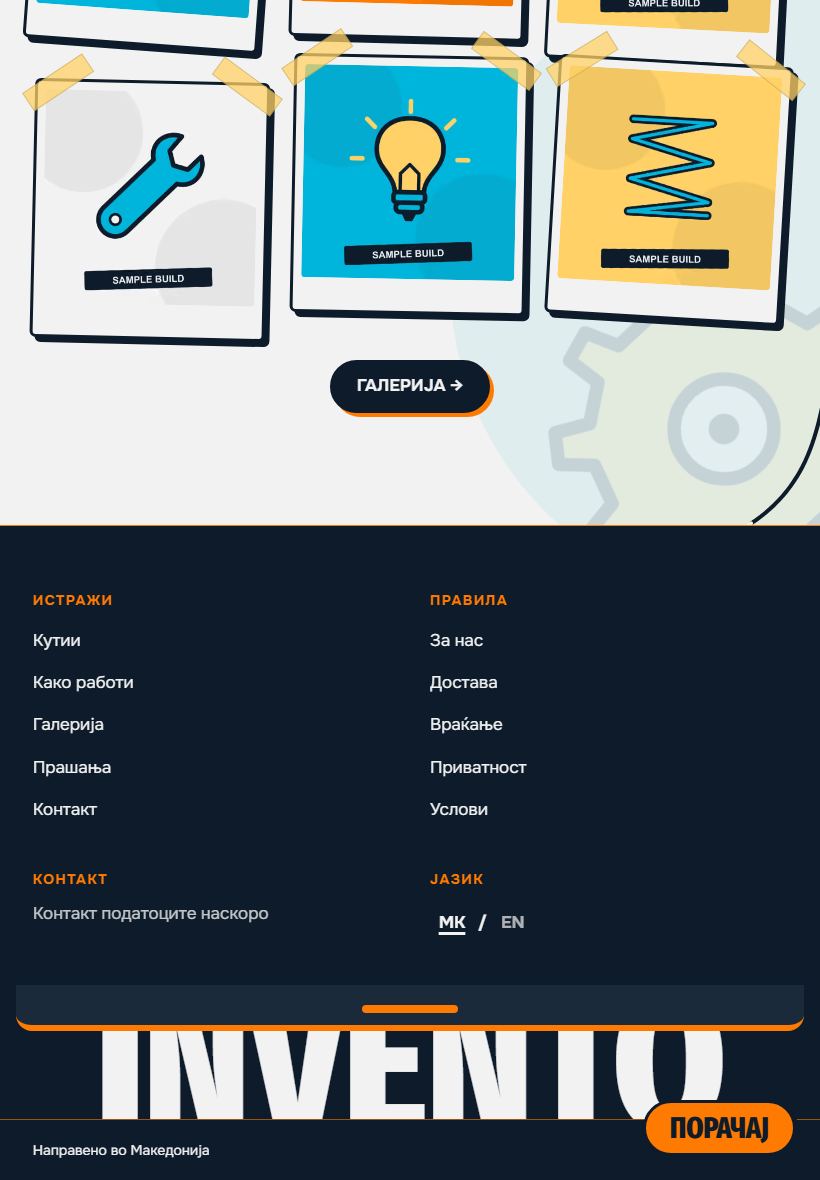 SAMPLE BUILD
SAMPLE BUILD
SAMPLE BUILD
SAMPLE BUILD
ГАЛЕРИЈА →
ИСТРАЖИ
Кутии
Како работи
Галерија
Прашања
Контакт
ПРАВИЛА
За нас
Достава
Враќање
Приватност
Услови
КОНТАКТ
Контакт податоците наскоро
ЈАЗИК
МК / EN
INVENTO
ПОРАЧАЈ
Направено во Македонија